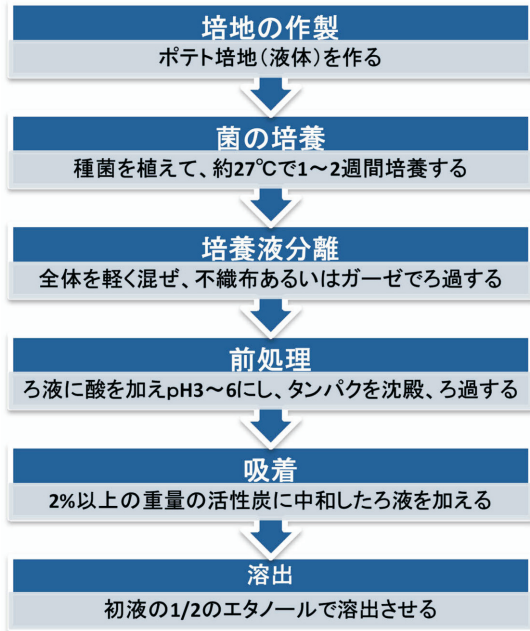 培地の作製
ポテト培地(液体)を作る
菌の培養
種菌を植えて、約27℃で1～2週間培養する
培養液分離
全体を軽く混ぜ、不織布あるいはガーゼでろ過する
前処理
ろ液に酸を加えpH3～6にし、タンパクを沈殿、ろ過する
吸着
2%以上の重量の活性炭に中和したろ液を加える
溶出
初液の1/2のエタノールで溶出させる